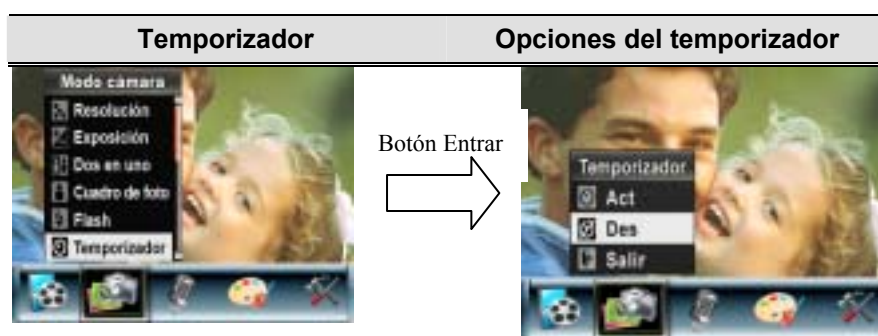 Temporizador
Opciones del temporizador
Modo cámara
Resolución
Exposición
Dos en uno
Cuadro de foto
Flash
Temporizador
Botón Entrar
Temporizador
Act
Des
Salir